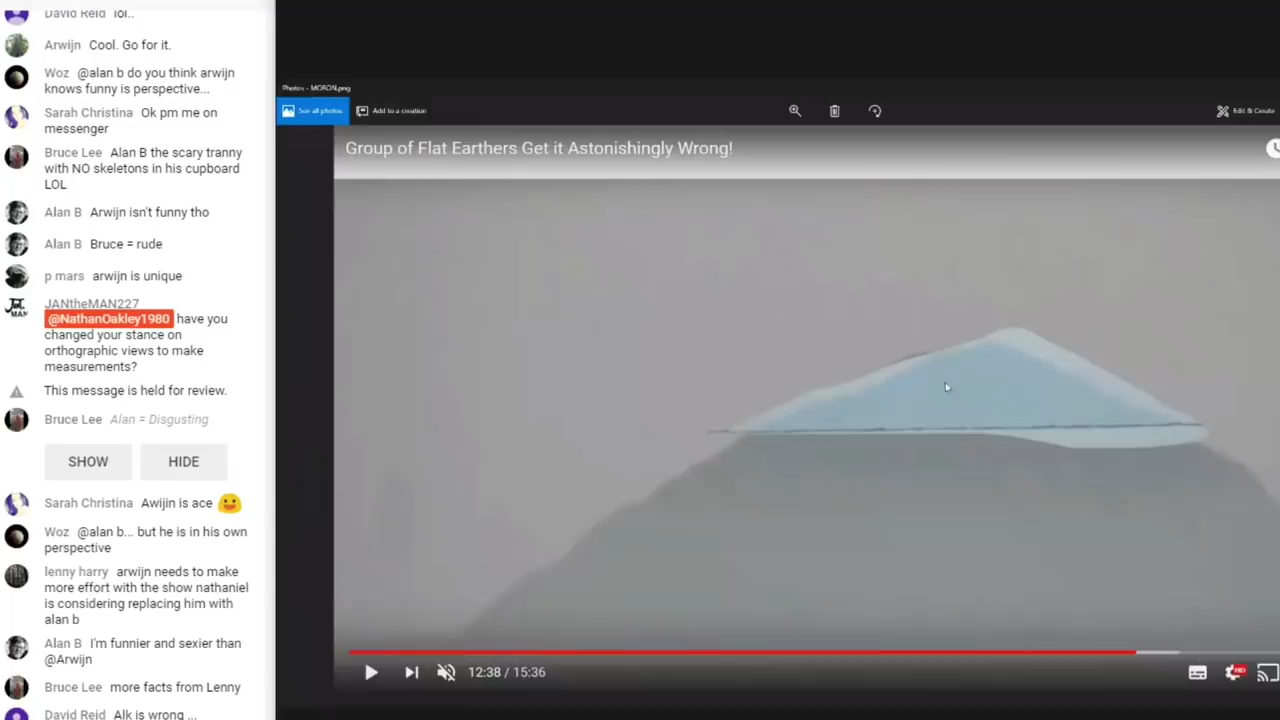 David Reid lol..
Arwijn Cool. Go for it.
Woz @alan b do you think arwijn
knows funny is perspective...
Sarah Christina Ok pm me on
messenger
Bruce Lee Alan B the scary tranny
with NO skeletons in his cupboard
LOL
Alan B Arwijn isn't funny tho
Alan B Bruce = rude
p mars arwijn is unique
JANtheMAN227
@NathanOakley1980 have you
changed your stance on
orthographic views to make
measurements?
This message is held for review.
Bruce Lee Alan = Disgusting
SHOW HIDE
Sarah Christina Awijin is ace
Woz @alan b... but he is in his own
perspective
lenny harry arwijn needs to make
more effort with the show nathaniel
is considering replacing him with
alan b
Alan B I'm funnier and sexier than
@Arwijn
Bruce Lee more facts from Lenny
David Reid Alk is wrong ...
Photos - MORON.png
See all photos Add to a creation Edit & Create
Group of Flat Earthers Get it Astonishingly Wrong!
12:38 / 15:36
HD